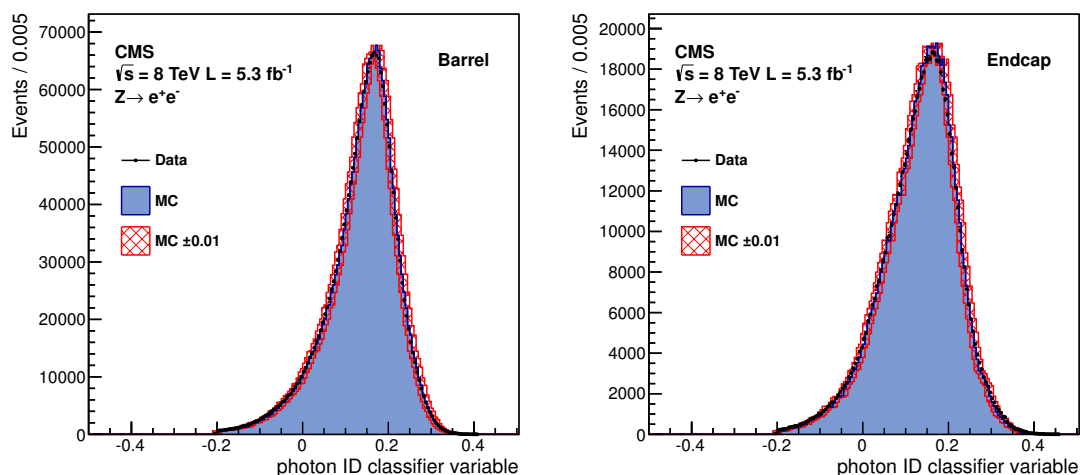 Events / 0.005
70000
60000
50000
40000
30000
20000
10000
0
CMS
√s = 8 TeV L = 5.3 fb⁻¹
Z→ e⁺e⁻
Barrel
Data
MC
MC ±0.01
-0.4 -0.2 0 0.2 0.4
photon ID classifier variable
Events / 0.005
20000
18000
16000
14000
12000
10000
8000
6000
4000
2000
0
CMS
√s = 8 TeV L = 5.3 fb⁻¹
Z→ e⁺e⁻
Endcap
Data
MC
MC ±0.01
-0.4 -0.2 0 0.2 0.4
photon ID classifier variable